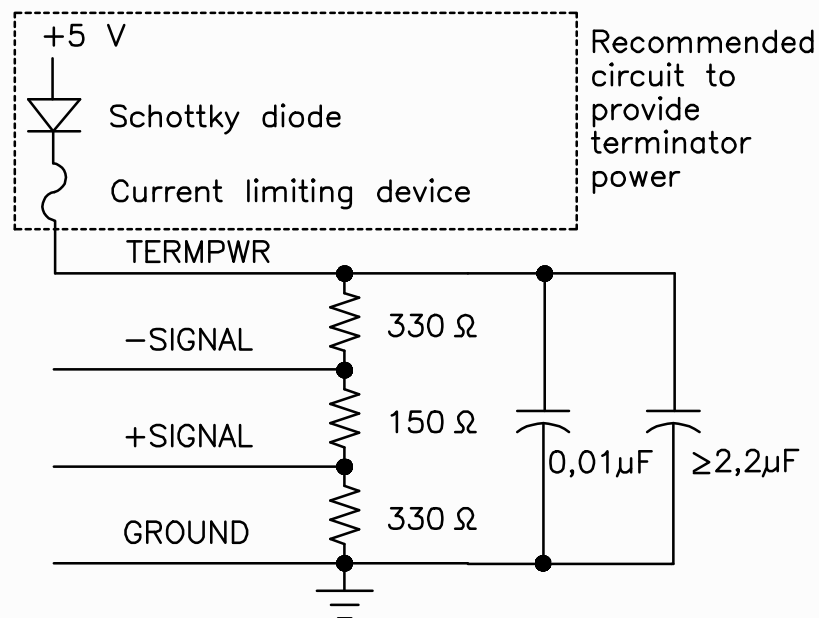 +5 V
Schottky diode
Current limiting device
Recommended
circuit to
provide
terminator
power
TERMPWR
330 Ω
-SIGNAL
150 Ω
+SIGNAL
0,01µF
≥2,2µF
330 Ω
GROUND